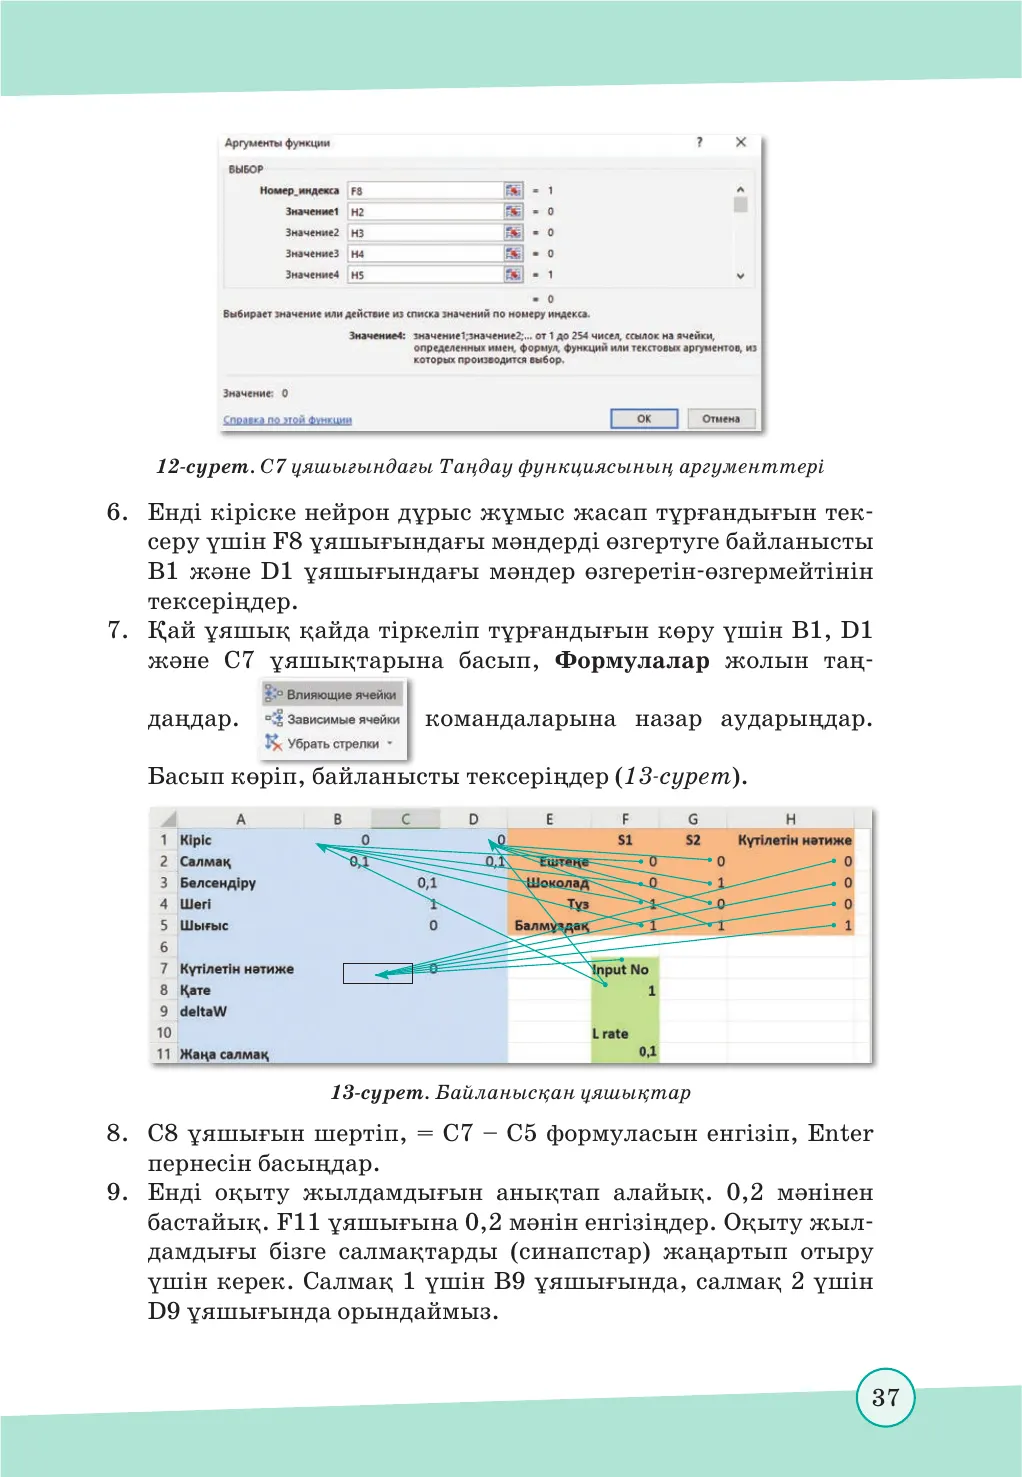 Аргументы функции ? ×
ВЫБОР
Номер_индекса F8 = 1
Значение1 H2 = 0
Значение2 H3 = 0
Значение3 H4 = 0
Значение4 H5 = 1
= 0
Выбирает значение или действие из списка значений по номеру индекса.
Значение4: значение1;значение2;... от 1 до 254 чисел, ссылок на ячейки,
определенных имен, формул, функций или текстовых аргументов, из
которых производится выбор.
Значение: 0
Справка по этой функции ОК Отмена
12-сурет. С7 ұяшығындағы Таңдау функциясының аргументтері
6. Енді кіріске нейрон дұрыс жұмыс жасап тұрғандығын тек-
серу үшін F8 ұяшығындағы мәндерді өзгертуге байланысты
B1 және D1 ұяшығындағы мәндер өзгеретін-өзгермейтінін
тексеріңдер.
7. Қай ұяшық қайда тіркеліп тұрғандығын көру үшін B1, D1
және C7 ұяшықтарына басып, Формулалар жолын таң-
Влияющие ячейки
даңдар. Зависимые ячейки командаларына назар аударыңдар.
Убрать стрелки
Басып көріп, байланысты тексеріңдер (13-сурет).
A B C D E F G H
1 Кіріс 0 0 S1 S2 Күтілетін нәтиже
2 Салмақ 0,1 0,1 Ештеңе 0 0 0
3 Белсендіру 0,1 Шоколад 0 1 0
4 Шегі 1 Тұз 1 0 0
5 Шығыс 0 Балмұздақ 1 1 1
6
7 Күтілетін нәтиже 0 Input No
8 Қате 1
9 deltaW
10 L rate
11 Жаңа салмақ 0,1
13-сурет. Байланысқан ұяшықтар
8. C8 ұяшығын шертіп, = C7 – C5 формуласын енгізіп, Enter
пернесін басыңдар.
9. Енді оқыту жылдамдығын анықтап алайық. 0,2 мәнінен
бастайық. F11 ұяшығына 0,2 мәнін енгізіңдер. Оқыту жыл-
дамдығы бізге салмақтарды (синапстар) жаңартып отыру
үшін керек. Салмақ 1 үшін B9 ұяшығында, салмақ 2 үшін
D9 ұяшығында орындаймыз.
37